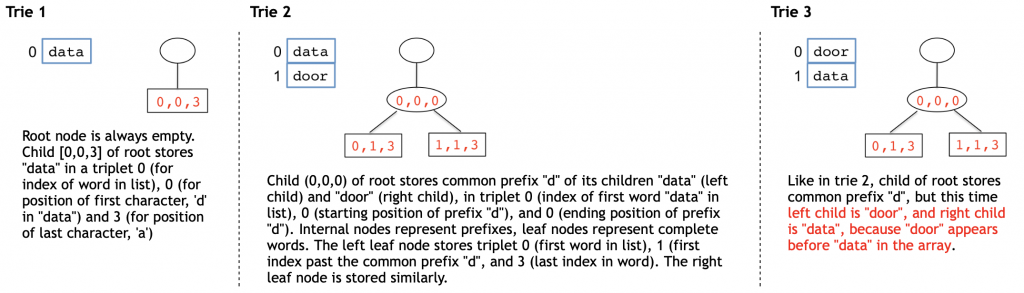 Trie 1
0 data
0,0,3
Root node is always empty.
Child [0,0,3] of root stores
"data" in a triplet 0 (for
index of word in list), 0 (for
position of first character, 'd'
in "data") and 3 (for position
of last character, 'a')
Trie 2
0 data
1 door
0,0,0
0,1,3 1,1,3
Child (0,0,0) of root stores common prefix "d" of its children "data" (left
child) and "door" (right child), in triplet 0 (index of first word "data" in
list), 0 (starting position of prefix "d"), and 0 (ending position of prefix
"d"). Internal nodes represent prefixes, leaf nodes represent complete
words. The left leaf node stores triplet 0 (first word in list), 1 (first
index past the common prefix "d", and 3 (last index in word). The right
leaf node is stored similarly.
Trie 3
0 door
1 data
0,0,0
0,1,3 1,1,3
Like in trie 2, child of root stores
common prefix "d", but this time
left child is "door", and right child
is "data", because "door" appears
before "data" in the array.